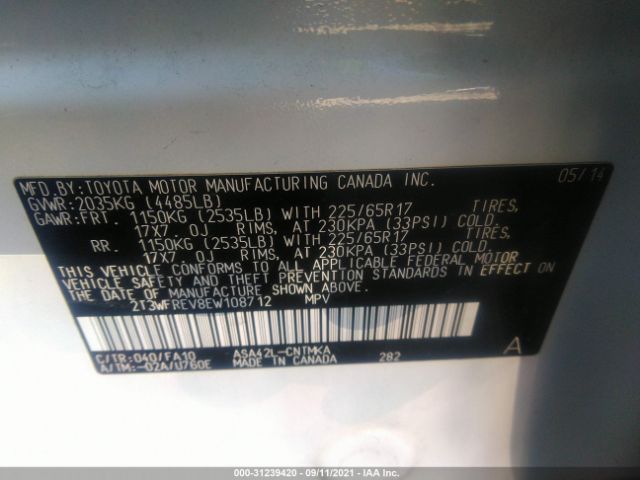 MFD.BY:TOYOTA MOTOR MANUFACTURING CANADA INC. 05/14
GVWR:2035KG (4485LB)
GAWR:FRT. 1150KG (2535LB) WITH 225/65R17 TIRES,
17X7.0J RIMS, AT 230KPA (33PSI) COLD.
RR. 1150KG (2535LB) WITH 225/65R17 TIRES,
17X7.0J RIMS, AT 230KPA (33PSI) COLD.
THIS VEHICLE CONFORMS TO ALL APPLICABLE FEDERAL MOTOR
VEHICLE SAFETY AND BUMPER STANDARDS IN EFFECT ON
THE DATE OF MANUFACTURE SHOWN ABOVE.
2T3WFREV8EW108712 MPV
C/TR:040/FA10 ASA42L-CNTMKA 282 A
A/TM:-02A/U760E MADE IN CANADA
000-31239420 - 09/11/2021 - IAA Inc.